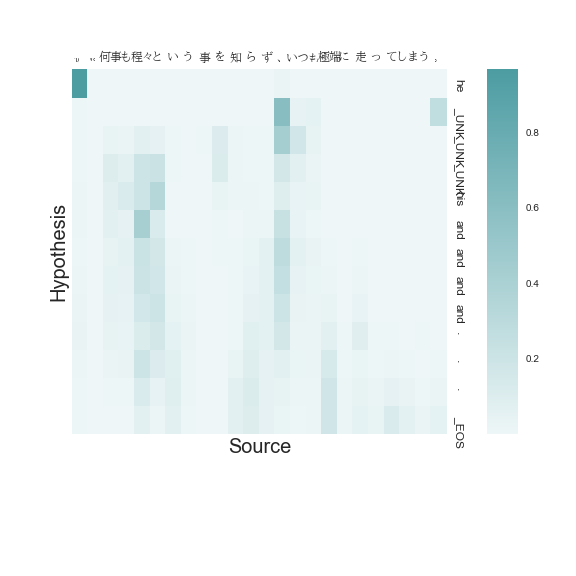 何事も程々という事を知らず、いつも極端に走ってしまう。
he
_UNK
_UNK
_UNK
his
and
and
and
and
.
.
.
_EOS
Hypothesis
Source
0.8
0.6
0.4
0.2